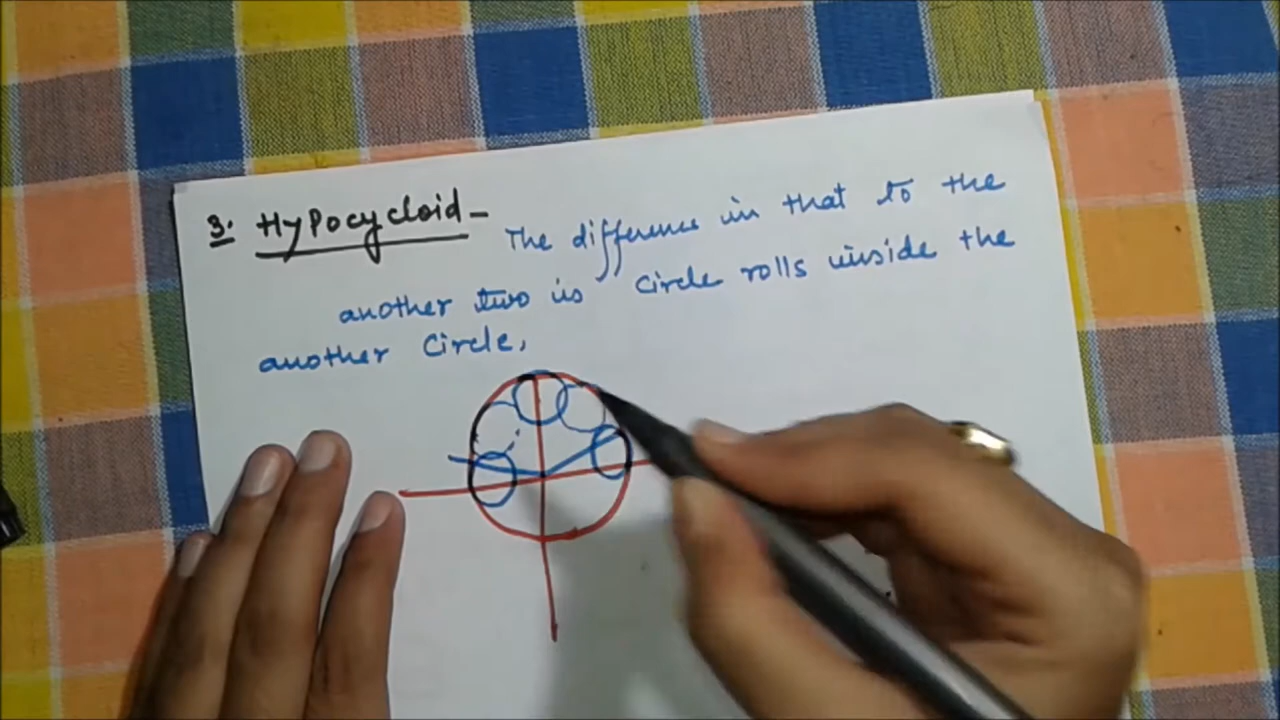 3. HyPocycloid - The difference in that to the
another two is circle rolls inside the
another circle,